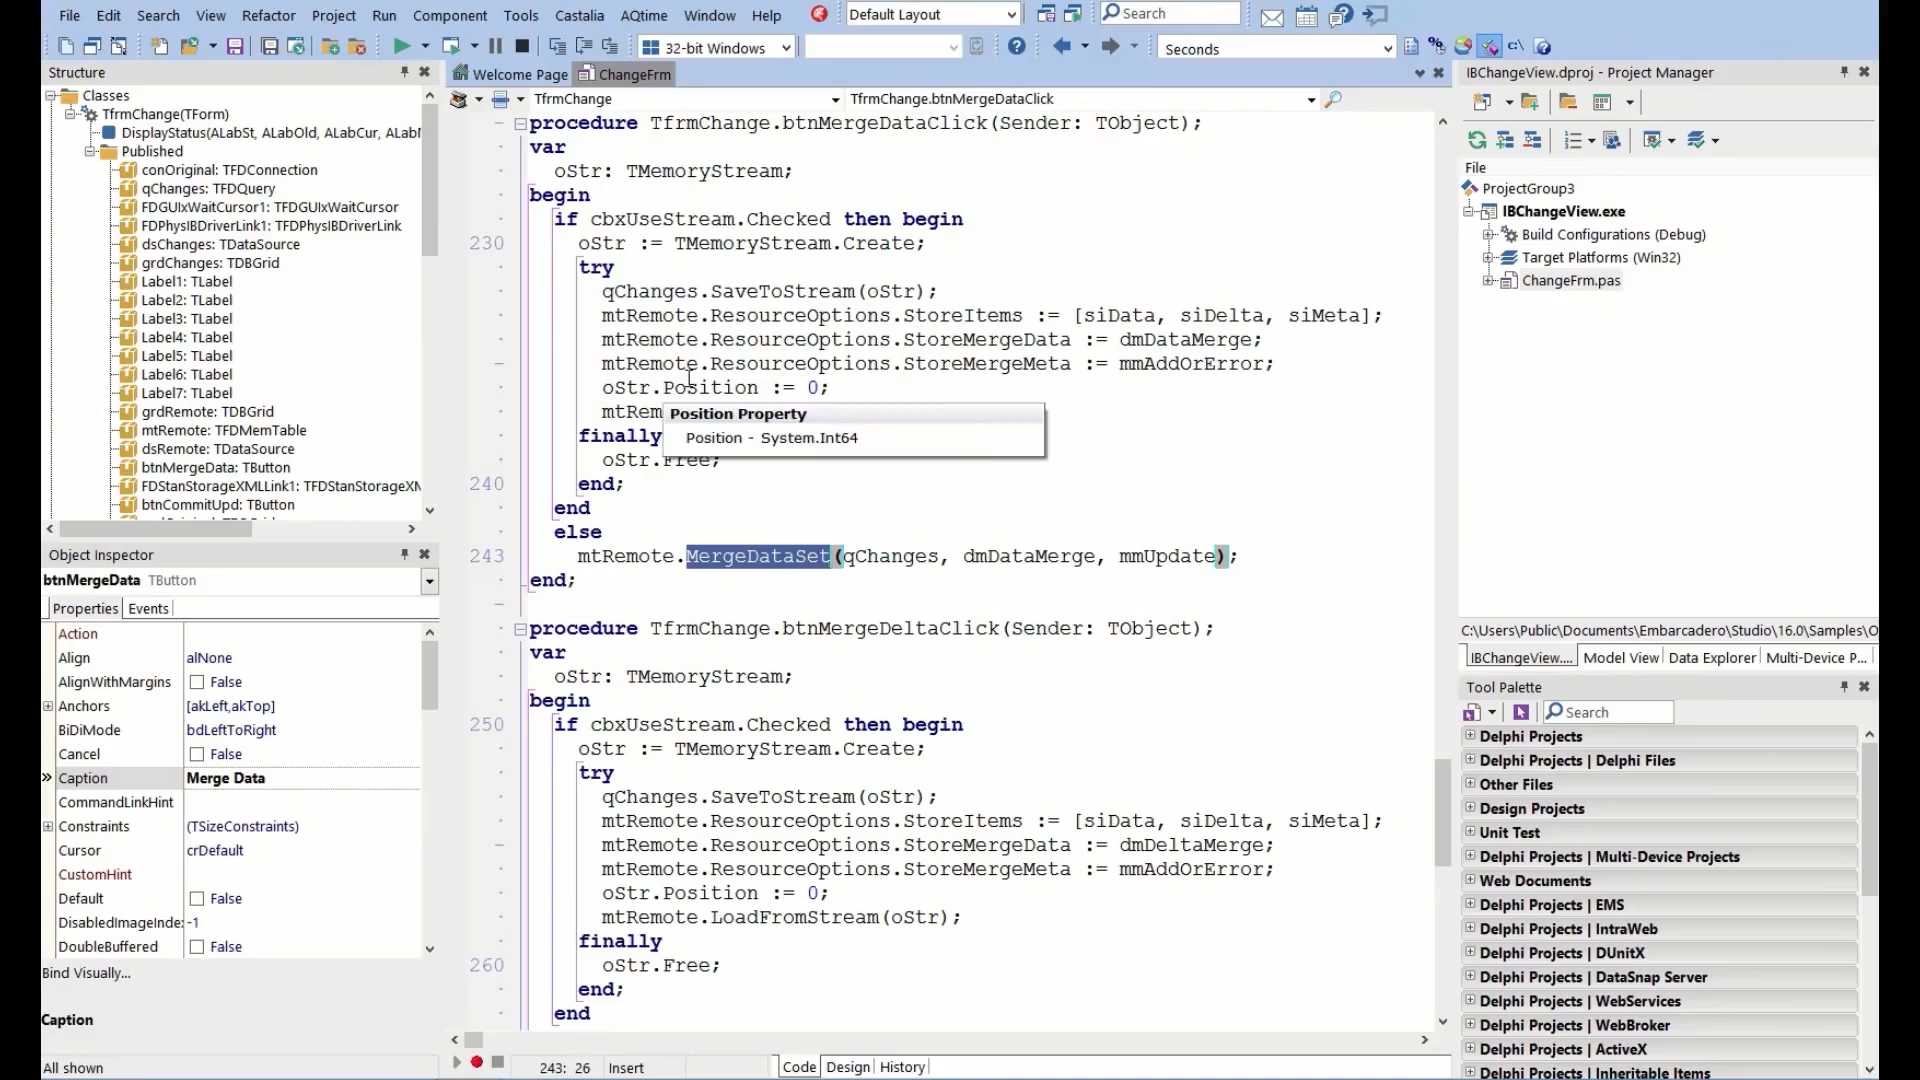 File Edit Search View Refactor Project Run Component Tools Castalia AQtime Window Help Default Layout Search
32-bit Windows Seconds
Structure
Classes
TfrmChange(TForm)
DisplayStatus(ALabSt, ALabOld, ALabCur, ALabN
Published
conOriginal: TFDConnection
qChanges: TFDQuery
FDGUIxWaitCursor1: TFDGUIxWaitCursor
FDPhysIBDriverLink1: TFDPhysIBDriverLink
dsChanges: TDataSource
grdChanges: TDBGrid
Label1: TLabel
Label2: TLabel
Label3: TLabel
Label4: TLabel
Label5: TLabel
Label6: TLabel
Label7: TLabel
grdRemote: TDBGrid
mtRemote: TFDMemTable
dsRemote: TDataSource
btnMergeData: TButton
FDStanStorageXMLLink1: TFDStanStorageXM
btnCommitUpd: TButton
Object Inspector
btnMergeData TButton
Properties Events
Action
Align alNone
AlignWithMargins False
Anchors [akLeft,akTop]
BiDiMode bdLeftToRight
Cancel False
Caption Merge Data
CommandLinkHint
Constraints (TSizeConstraints)
Cursor crDefault
CustomHint
Default False
DisabledImageInde: -1
DoubleBuffered False
Bind Visually...
Caption
All shown
Welcome Page ChangeFrm
TfrmChange TfrmChange.btnMergeDataClick
procedure TfrmChange.btnMergeDataClick(Sender: TObject);
var
oStr: TMemoryStream;
begin
if cbxUseStream.Checked then begin
230 oStr := TMemoryStream.Create;
try
qChanges.SaveToStream(oStr);
mtRemote.ResourceOptions.StoreItems := [siData, siDelta, siMeta];
mtRemote.ResourceOptions.StoreMergeData := dmDataMerge;
mtRemote.ResourceOptions.StoreMergeMeta := mmAddOrError;
oStr.Position := 0;
mtRem
Position Property
Position - System.Int64
finally
oStr.Free;
240 end;
end
else
243 mtRemote.MergeDataSet(qChanges, dmDataMerge, mmUpdate);
end;
procedure TfrmChange.btnMergeDeltaClick(Sender: TObject);
var
oStr: TMemoryStream;
begin
250 if cbxUseStream.Checked then begin
oStr := TMemoryStream.Create;
try
qChanges.SaveToStream(oStr);
mtRemote.ResourceOptions.StoreItems := [siData, siDelta, siMeta];
mtRemote.ResourceOptions.StoreMergeData := dmDeltaMerge;
mtRemote.ResourceOptions.StoreMergeMeta := mmAddOrError;
oStr.Position := 0;
mtRemote.LoadFromStream(oStr);
finally
260 oStr.Free;
end;
end
243: 26 Insert Code Design History
IBChangeView.dproj - Project Manager
File
ProjectGroup3
IBChangeView.exe
Build Configurations (Debug)
Target Platforms (Win32)
ChangeFrm.pas
C:\Users\Public\Documents\Embarcadero\Studio\16.0\Samples\O
IBChangeView.... Model View Data Explorer Multi-Device P...
Tool Palette
Search
Delphi Projects
Delphi Projects | Delphi Files
Other Files
Design Projects
Unit Test
Delphi Projects | Multi-Device Projects
Web Documents
Delphi Projects | EMS
Delphi Projects | IntraWeb
Delphi Projects | DUnitX
Delphi Projects | DataSnap Server
Delphi Projects | WebServices
Delphi Projects | WebBroker
Delphi Projects | ActiveX
Delphi Projects | Inheritable Items